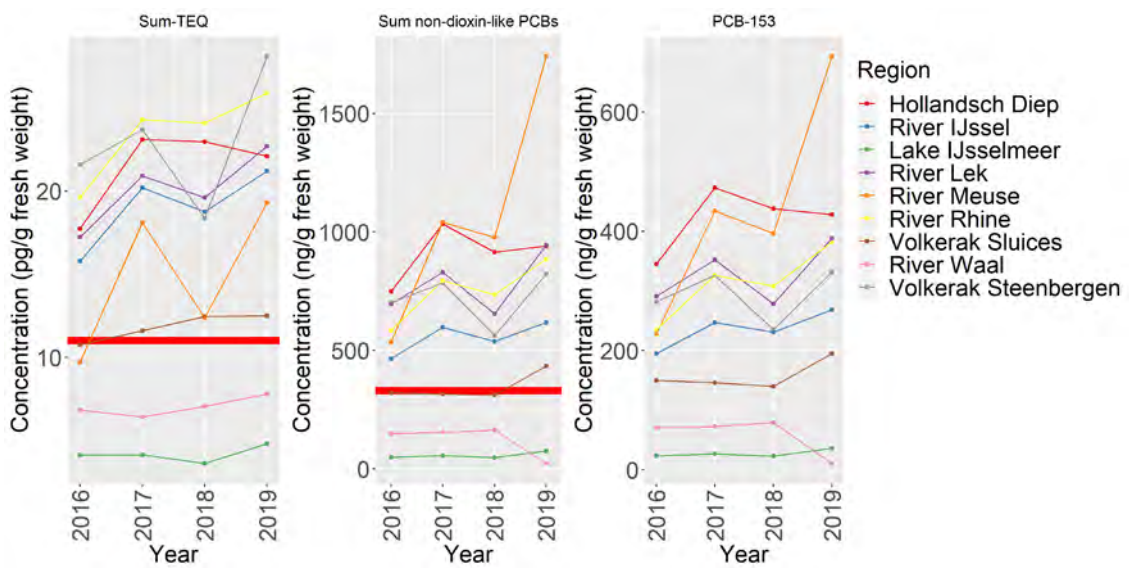 Sum-TEQ
Concentration (pg/g fresh weight)
20
10
2016
2017
2018
2019
Year
Sum non-dioxin-like PCBs
Concentration (ng/g fresh weight)
1500
1000
500
0
2016
2017
2018
2019
Year
PCB-153
Concentration (ng/g fresh weight)
600
400
200
0
2016
2017
2018
2019
Year
Region
Hollandsch Diep
River IJssel
Lake IJsselmeer
River Lek
River Meuse
River Rhine
Volkerak Sluices
River Waal
Volkerak Steenbergen